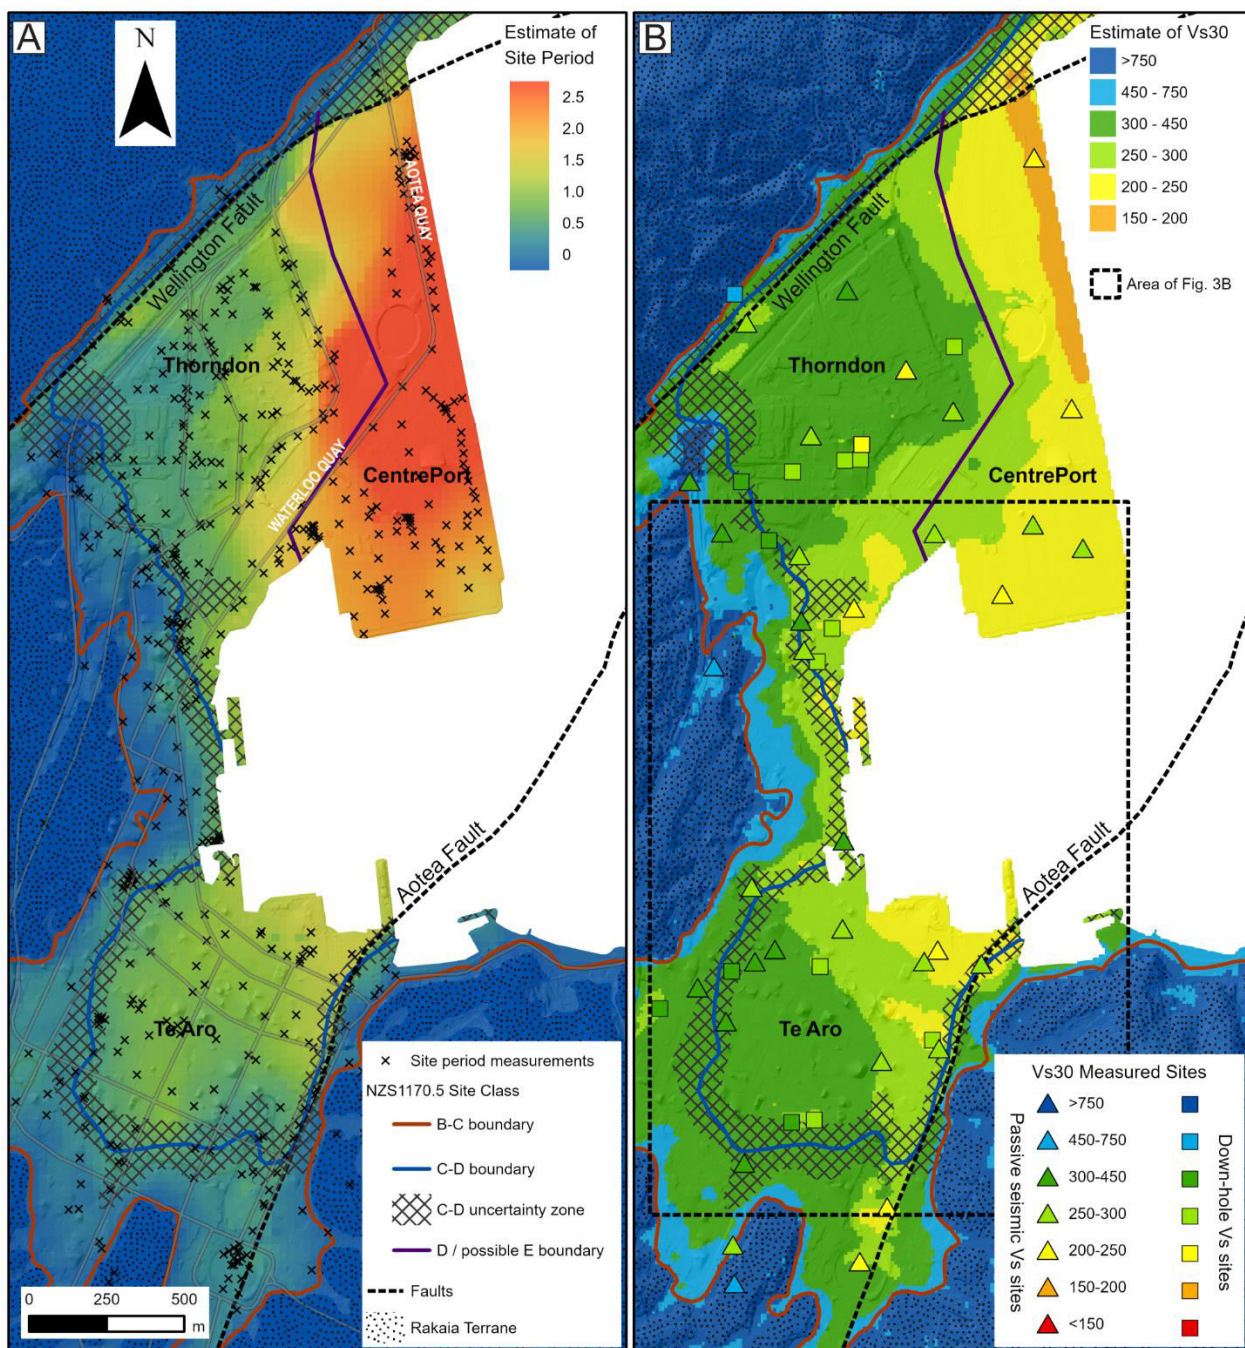 A
N
Estimate of
Site Period
2.5
2.0
1.5
1.0
0.5
0
AOTEA QUAY
Wellington Fault
Thorndon
WATERLOO QUAY
CentrePort
Aotea Fault
Te Aro
Site period measurements
NZS1170.5 Site Class
B-C boundary
C-D boundary
C-D uncertainty zone
D / possible E boundary
Faults
Rakaia Terrane
0 250 500
m
B
Estimate of Vs30
>750
450 - 750
300 - 450
250 - 300
200 - 250
150 - 200
Area of Fig. 3B
Wellington Fault
Thorndon
CentrePort
Aotea Fault
Te Aro
Vs30 Measured Sites
Passive seismic Vs sites
>750
450-750
300-450
250-300
200-250
150-200
<150
Down-hole Vs sites